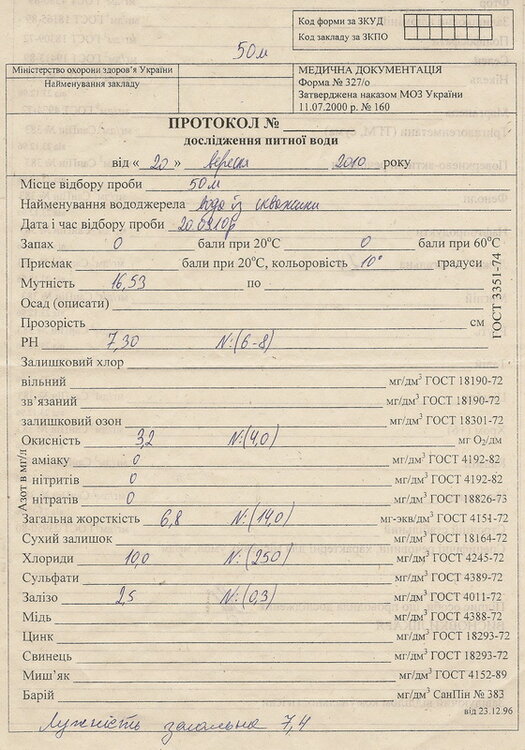 Код форми за ЗКУД
Код закладу за ЗКПО
50м
Міністерство охорони здоров'я України
Найменування закладу
МЕДИЧНА ДОКУМЕНТАЦІЯ
Форма № 327/о
Затверджена наказом МОЗ України
11.07.2000 р. № 160
ПРОТОКОЛ №
дослідження питної води
від « 20 » вересн 2010 року
Місце відбору проби 50м
Найменування вододжерела вода із скважини
Дата і час відбору проби 20.09.10р
Запах 0 бали при 20°С 0 бали при 60°С
Присмак бали при 20°С, кольоровість 10° градуси
Мутність 16,53 по
Осад (описати)
Прозорість см
ГОСТ 3351-74
РН 7,30 N:(6-8)
Залишковий хлор
вільний мг/дм³ ГОСТ 18190-72
зв'язаний мг/дм³ ГОСТ 18190-72
залишковий озон мг/дм³ ГОСТ 18301-72
Окисність 3,2 N:(4,0) мг О₂/дм
Азот в мг/л
аміаку 0 мг/дм³ ГОСТ 4192-82
нітритів 0 мг/дм³ ГОСТ 4192-82
нітратів 0 мг/дм³ ГОСТ 18826-73
Загальна жорсткість 6,8 N:(14,0) мг-экв/дм³ ГОСТ 4151-72
Сухий залишок мг/дм³ ГОСТ 18164-72
Хлориди 10,0 N:(250) мг/дм³ ГОСТ 4245-72
Сульфати мг/дм³ ГОСТ 4389-72
Залізо 2,5 N:(0,3) мг/дм³ ГОСТ 4011-72
Мідь мг/дм³ ГОСТ 4388-72
Цинк мг/дм³ ГОСТ 18293-72
Свинець мг/дм³ ГОСТ 18293-72
Миш'як мг/дм³ ГОСТ 4152-89
Барій мг/дм³ СанПін № 383
від 23.12.96
Лужність загальна 7,4